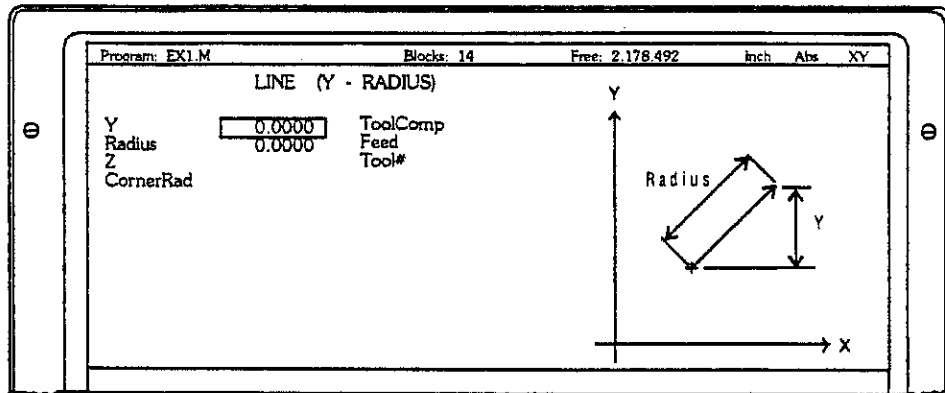 Program: EX1.M Blocks: 14 Free: 2.178.492 inch Abs XY
LINE (Y - RADIUS)
Y 0.0000 ToolComp
Radius 0.0000 Feed
Z Tool#
CornerRad
Y
Radius
Y
X